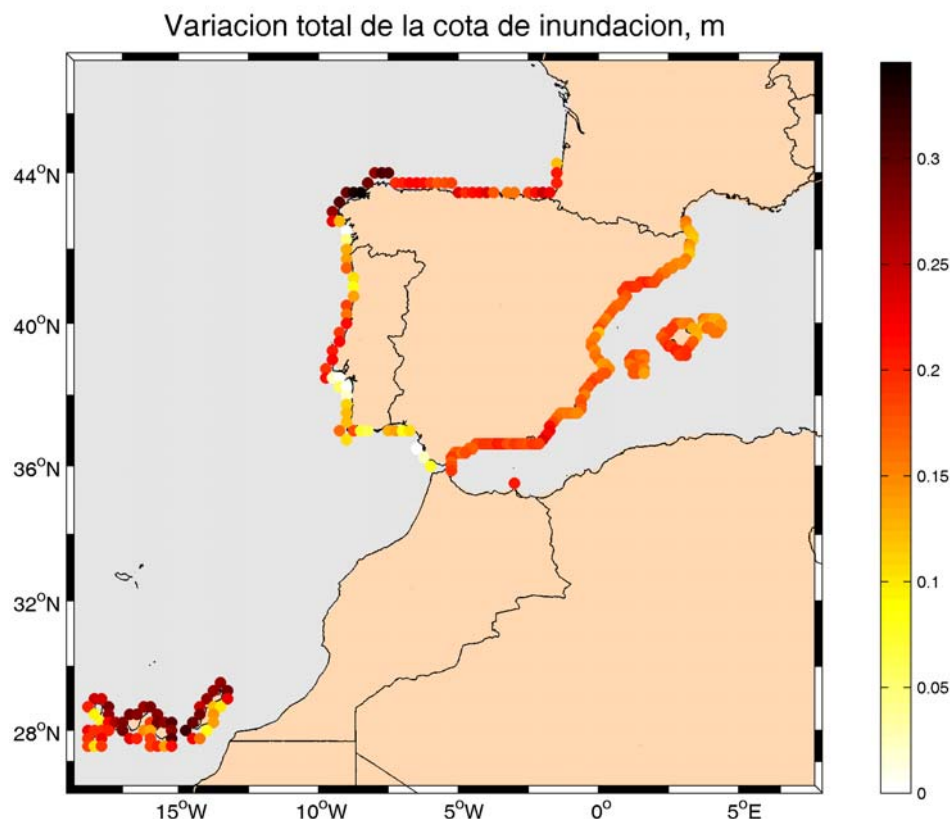 Variacion total de la cota de inundacion, m
44°N
40°N
36°N
32°N
28°N
15°W
10°W
5°W
0°
5°E
0.3
0.25
0.2
0.15
0.1
0.05
0